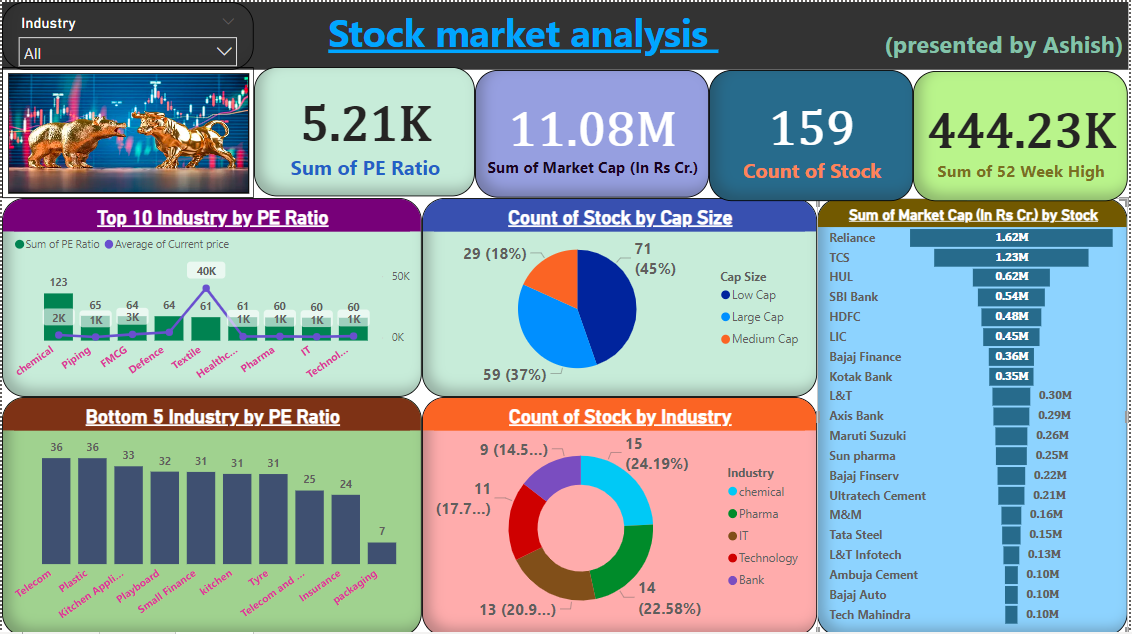 Industry
All
Stock market analysis
(presented by Ashish)
5.21K
Sum of PE Ratio
11.08M
Sum of Market Cap (In Rs Cr.)
159
Count of Stock
444.23K
Sum of 52 Week High
Top 10 Industry by PE Ratio
Sum of PE Ratio Average of Current price
123 65 64 64 40K 61 61 60 60 60
2K 1K 3K 1K 1K 1K 1K
50K
0K
chemical Piping FMCG Defence Textile Healthc... Pharma IT Technol...
Count of Stock by Cap Size
29 (18%)
71
(45%)
59 (37%)
Cap Size
Low Cap
Large Cap
Medium Cap
Sum of Market Cap (In Rs Cr.) by Stock
Reliance 1.62M
TCS 1.23M
HUL 0.62M
SBI Bank 0.54M
HDFC 0.48M
LIC 0.45M
Bajaj Finance 0.36M
Kotak Bank 0.35M
L&T 0.30M
Axis Bank 0.29M
Maruti Suzuki 0.26M
Sun pharma 0.25M
Bajaj Finserv 0.22M
Ultratech Cement 0.21M
M&M 0.16M
Tata Steel 0.15M
L&T Infotech 0.13M
Ambuja Cement 0.10M
Bajaj Auto 0.10M
Tech Mahindra 0.10M
Bottom 5 Industry by PE Ratio
36 36 33 32 31 31 31 25 24 7
Telecom Plastic Kitchen Appli... Playboard Small Finance kitchen Tyre Telecom and ... Insurance packaging
Count of Stock by Industry
9 (14.5...)
15
(24.19%)
11
(17.7...)
14
(22.58%)
13 (20.9...)
Industry
chemical
Pharma
IT
Technology
Bank